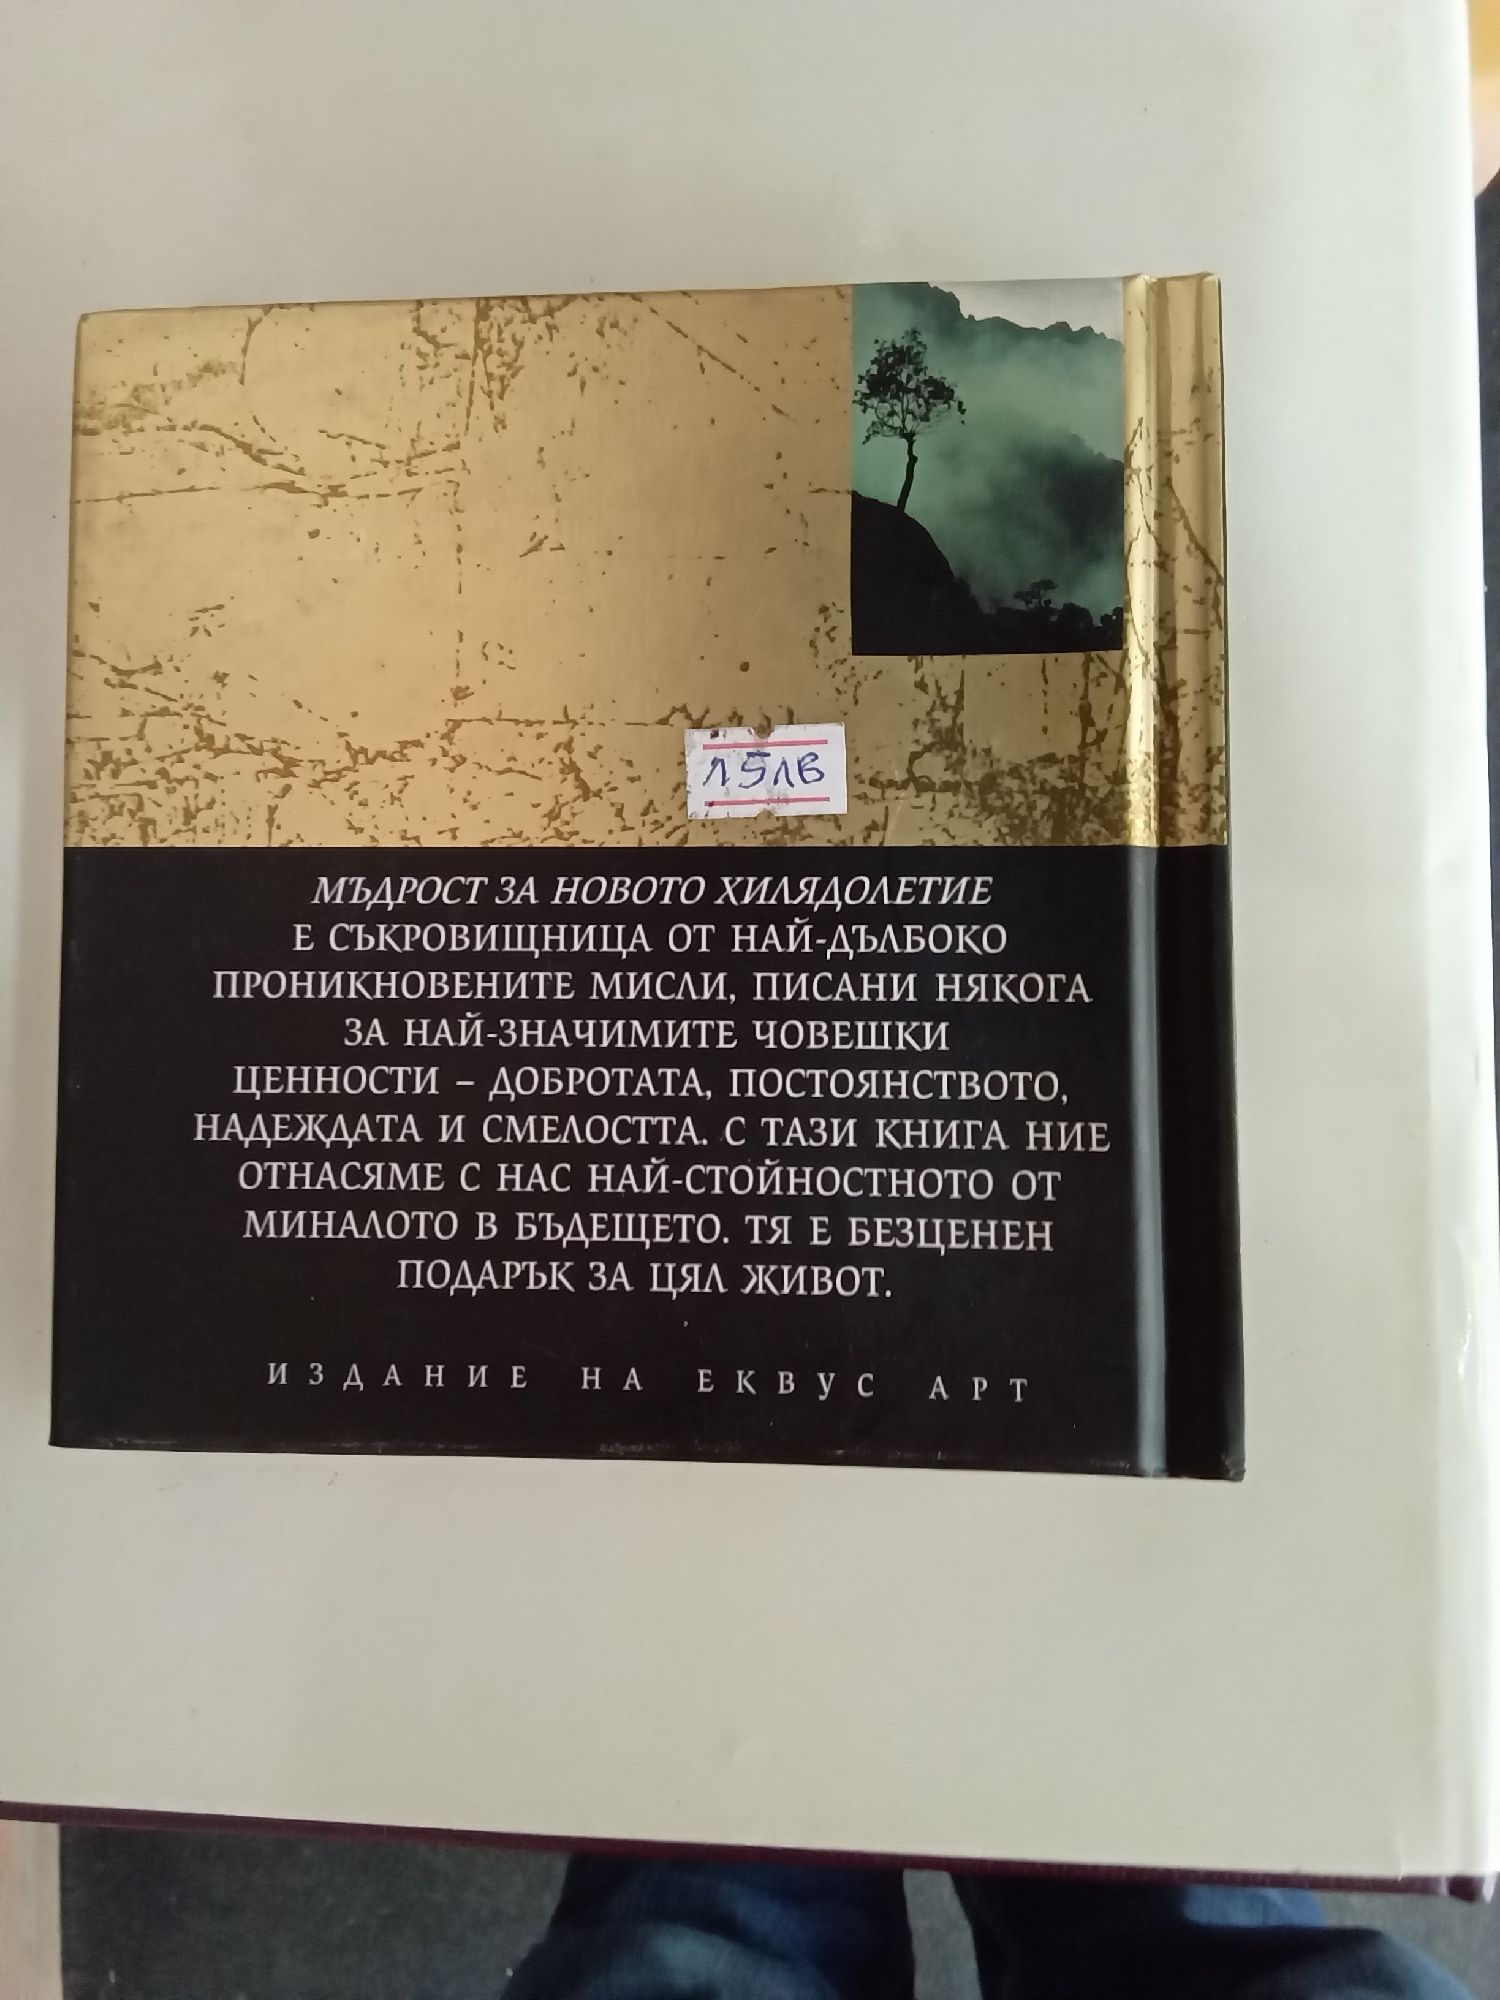 Л 5ЛВ
МЪДРОСТ ЗА НОВОТО ХИЛЯДОЛЕТИЕ
Е СЪКРОВИЩНИЦА ОТ НАЙ-ДЪЛБОКО
ПРОНИКНОВЕНИТЕ МИСЛИ, ПИСАНИ НЯКОГА
ЗА НАЙ-ЗНАЧИМИТЕ ЧОВЕШКИ
ЦЕННОСТИ – ДОБРОТАТА, ПОСТОЯНСТВОТО,
НАДЕЖДАТА И СМЕЛОСТТА. С ТАЗИ КНИГА НИЕ
ОТНАСЯМЕ С НАС НАЙ-СТОЙНОСТНОТО ОТ
МИНАЛОТО В БЪДЕЩЕТО. ТЯ Е БЕЗЦЕНЕН
ПОДАРЪК ЗА ЦЯЛ ЖИВОТ.
ИЗДАНИЕ НА ЕКВУС АРТ